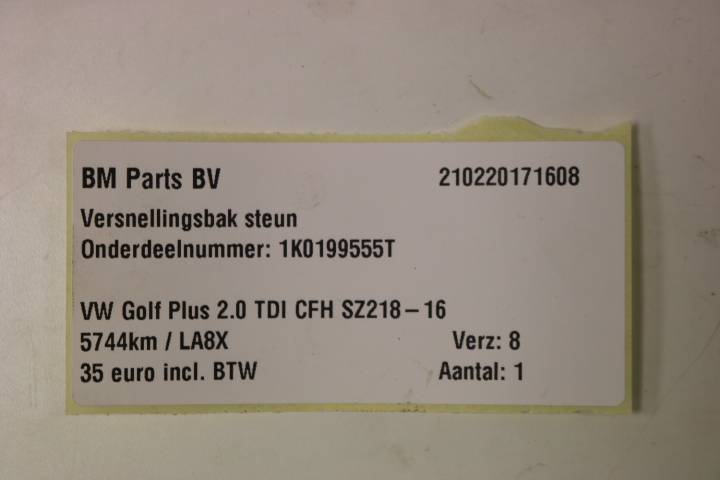 BM Parts BV 210220171608
Versnellingsbak steun
Onderdeelnummer: 1K0199555T
VW Golf Plus 2.0 TDI CFH SZ218-16
5744km / LA8X Verz: 8
35 euro incl. BTW Aantal: 1